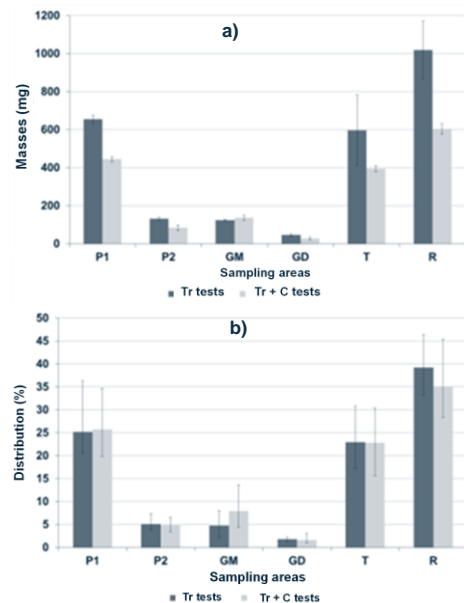 a)
1200
1000
800
600
400
200
0
Masses (mg)
P1 P2 GM GD T R
Sampling areas
Tr tests Tr + C tests
b)
50
45
40
35
30
25
20
15
10
5
0
Distribution (%)
P1 P2 GM GD T R
Sampling areas
Tr tests Tr + C tests